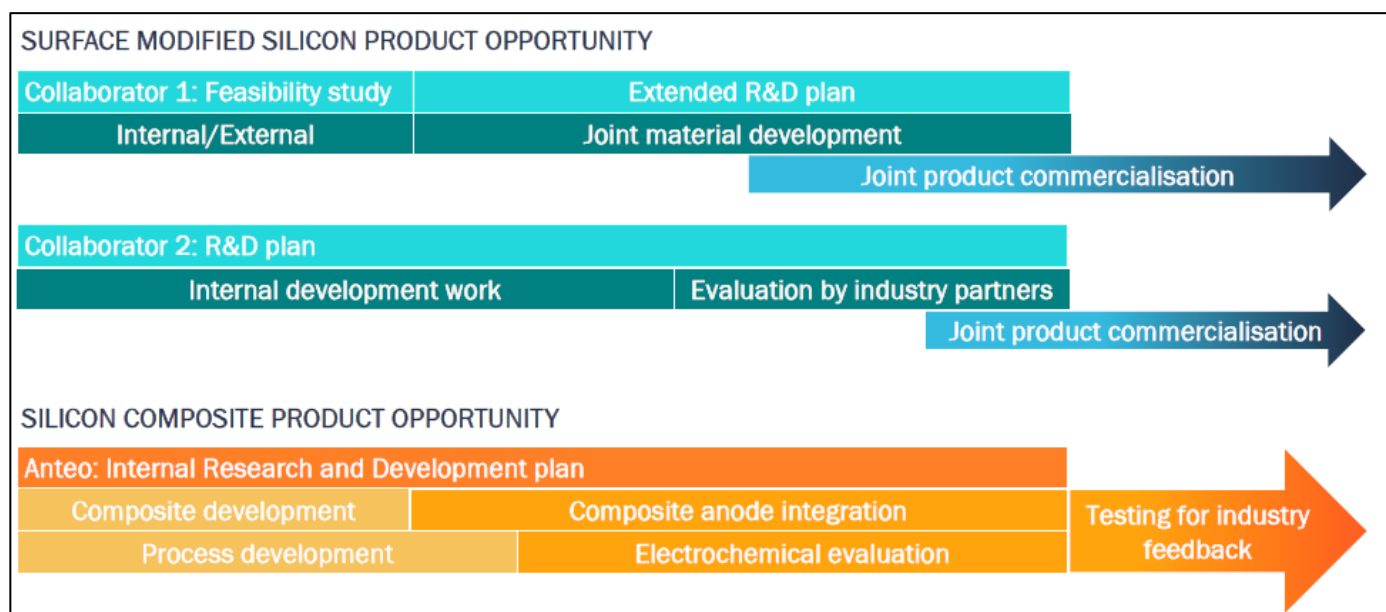 SURFACE MODIFIED SILICON PRODUCT OPPORTUNITY
Collaborator 1: Feasibility study
Extended R&D plan
Internal/External
Joint material development
Joint product commercialisation
Collaborator 2: R&D plan
Internal development work
Evaluation by industry partners
Joint product commercialisation
SILICON COMPOSITE PRODUCT OPPORTUNITY
Anteo: Internal Research and Development plan
Composite development
Composite anode integration
Process development
Electrochemical evaluation
Testing for industry
feedback